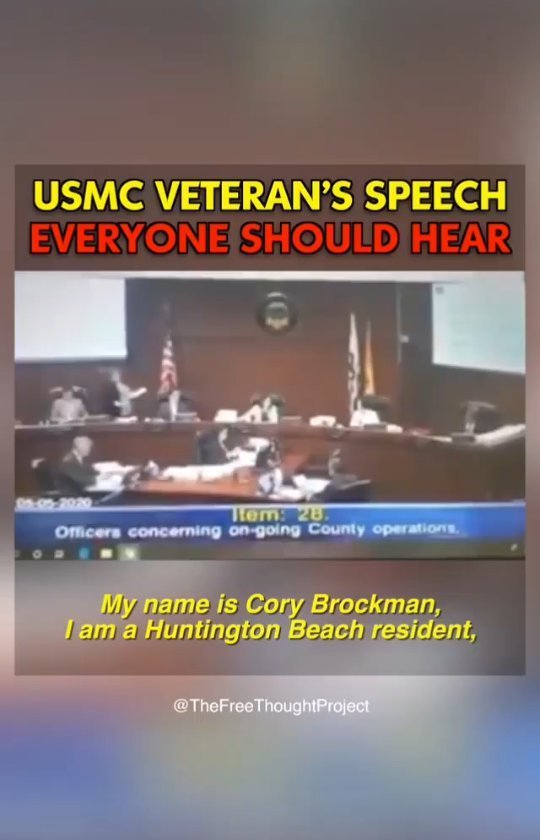 USMC VETERAN'S SPEECH
EVERYONE SHOULD HEAR
05-05-2020
Item: 28.
Officers concerning on-going County operations.
My name is Cory Brockman,
I am a Huntington Beach resident,
@TheFreeThoughtProject